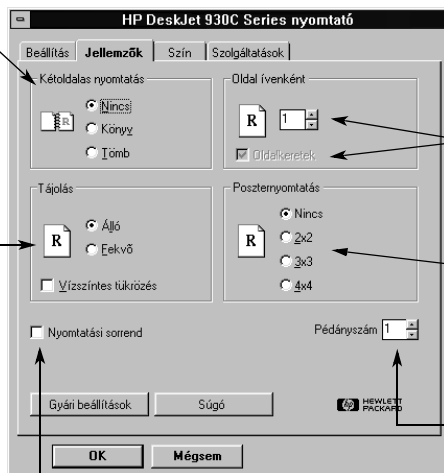 HP DeskJet 930C Series nyomtató
Beállítás Jellemzők Szín Szolgáltatások
Kétoldalas nyomtatás
R
Nincs
Könyv
Tömb
Oldal ívenként
R 1
Oldalkeretek
Tájolás
R
Álló
Fekvő
Vízszintes tükrözés
Poszternyomtatás
R
Nincs
2x2
3x3
4x4
Nyomtatási sorrend
Pédányszám 1
Gyári beállítások Súgó
hp HEWLETT
PACKARD
OK Mégsem